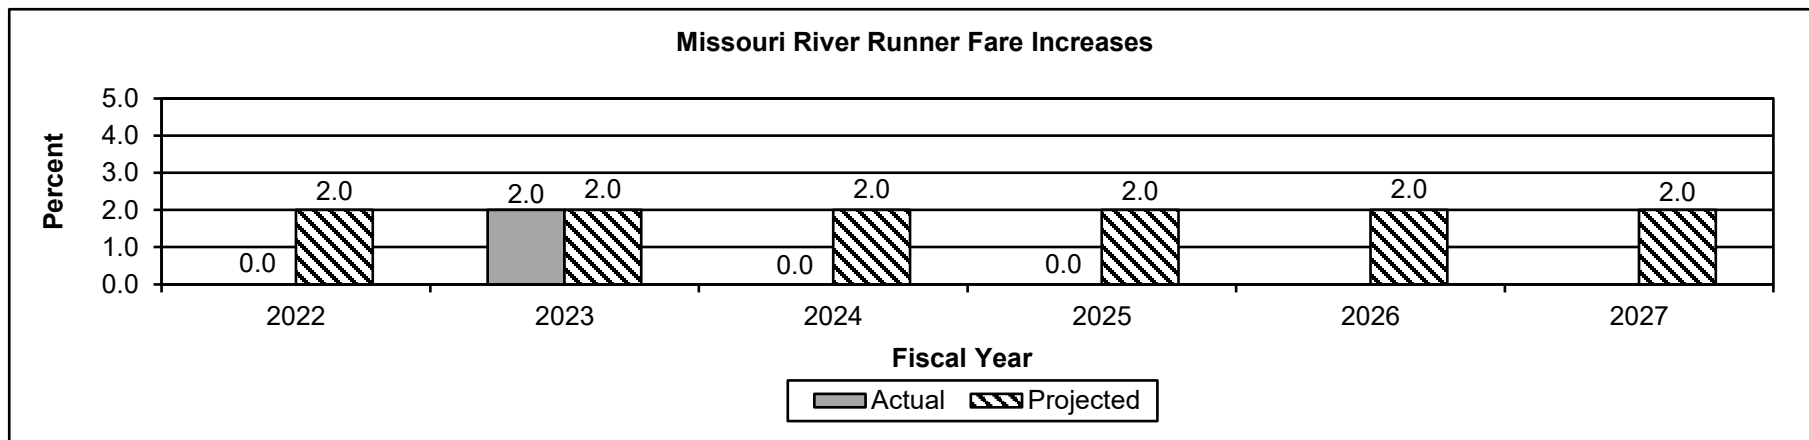 Missouri River Runner Fare Increases
Percent
5.0
4.0
3.0
2.0
1.0
0.0
0.0 2.0 2.0 2.0 0.0 2.0 0.0 2.0 2.0 2.0
2022 2023 2024 2025 2026 2027
Fiscal Year
Actual Projected